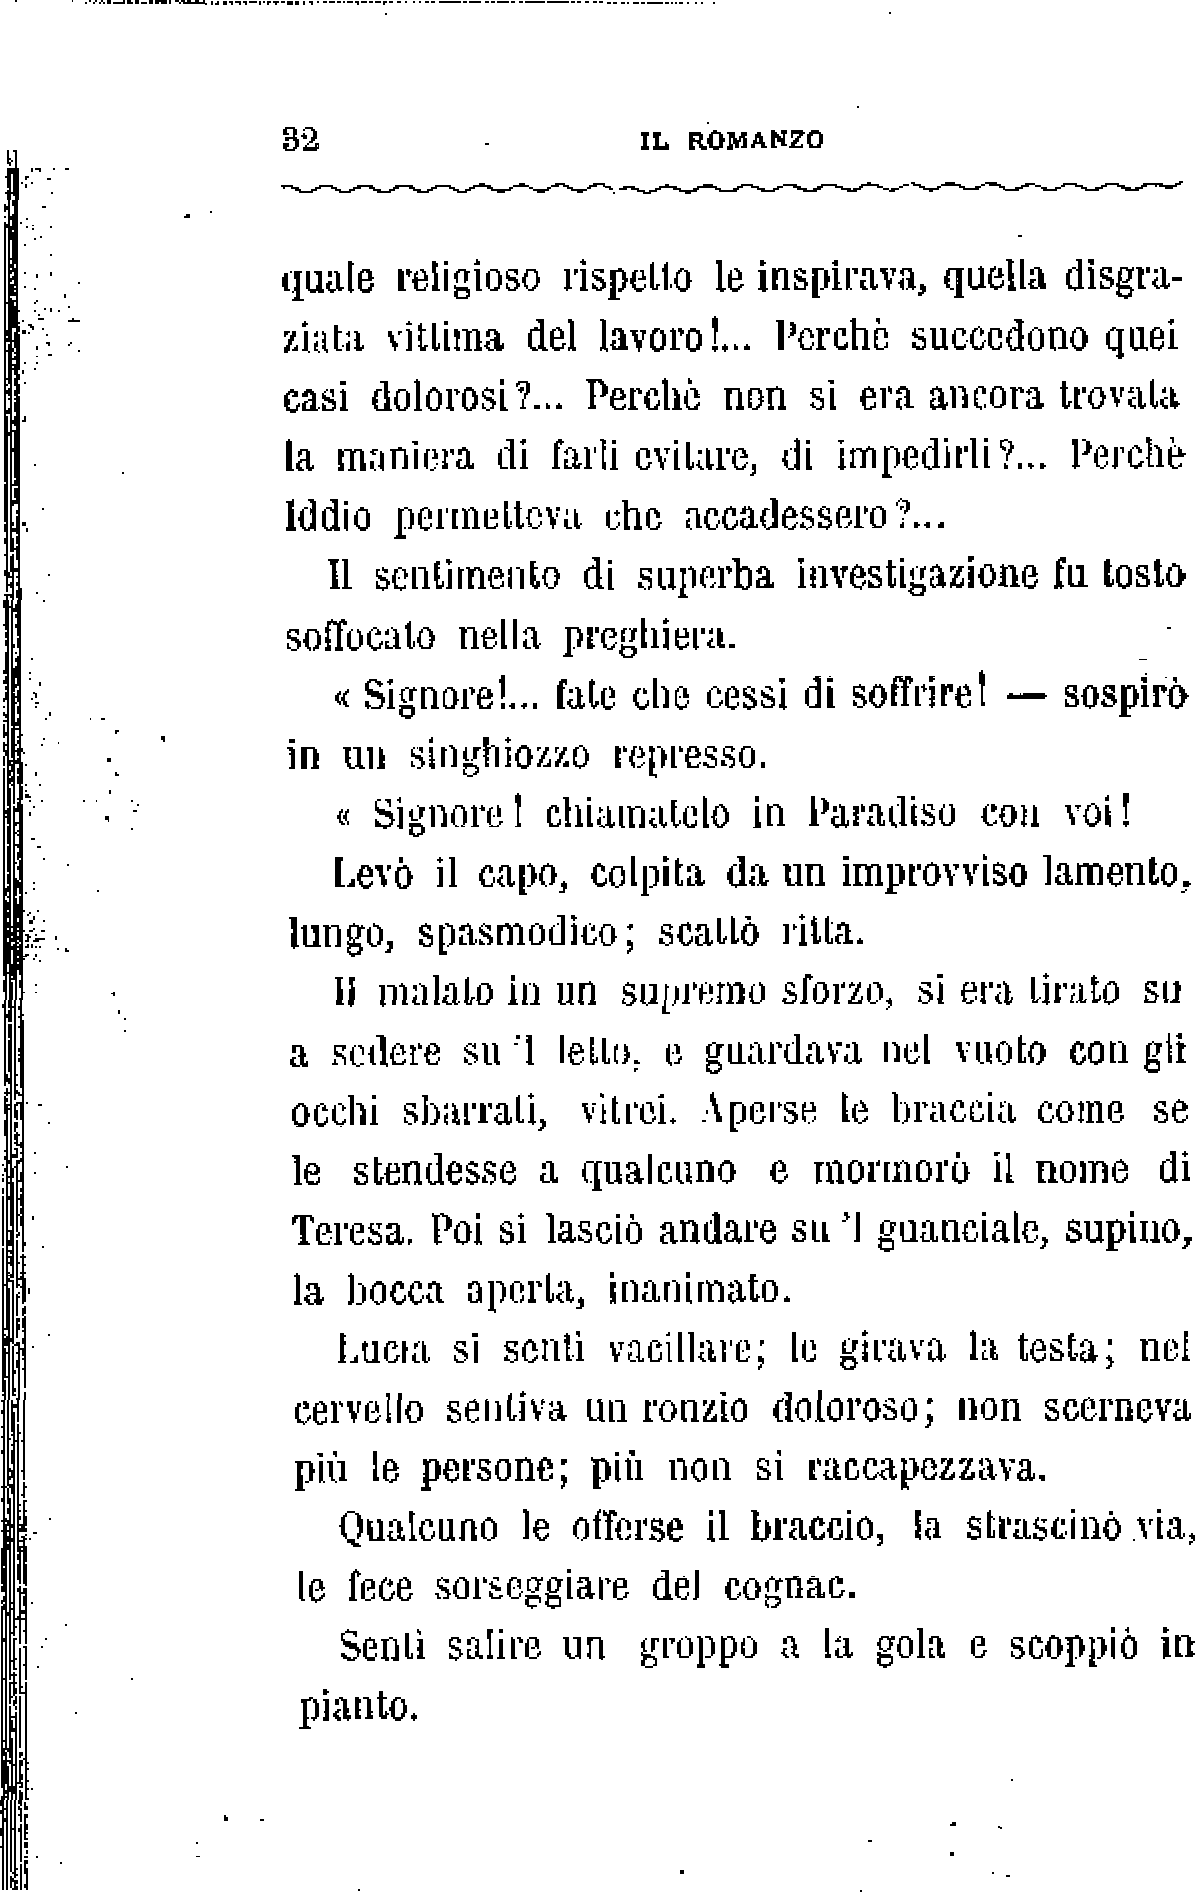 32 IL ROMANZO
quale religioso rispetto le inspirava, quella disgra-
ziata vittima del lavoro!... Perchè succedono quei
casi dolorosi?... Perchè non si era ancora trovata
la maniera di farli evitare, di impedirli?... Perchè
Iddio permetteva che accadessero?...
Il sentimento di superba investigazione fu tosto
soffocato nella preghiera.
« Signore!... fate che cessi di soffrire! — sospirò
in un singhiozzo represso.
« Signore! chiamatelo in Paradiso con voi!
Levò il capo, colpita da un improvviso lamento,
lungo, spasmodico; scattò ritta.
Il malato in un supremo sforzo, si era tirato su
a sedere su 'l letto, e guardava nel vuoto con gli
occhi sbarrati, vitrei. Aperse le braccia come se
le stendesse a qualcuno e mormorò il nome di
Teresa. Poi si lasciò andare su 'l guanciale, supino,
la bocca aperta, inanimato.
Lucia si sentì vacillare; le girava la testa; nel
cervello sentiva un ronzio doloroso; non scerneva
più le persone; più non si raccapezzava.
Qualcuno le offerse il braccio, la strascinò via,
le fece sorseggiare del cognac.
Sentì salire un groppo a la gola e scoppiò in
pianto.